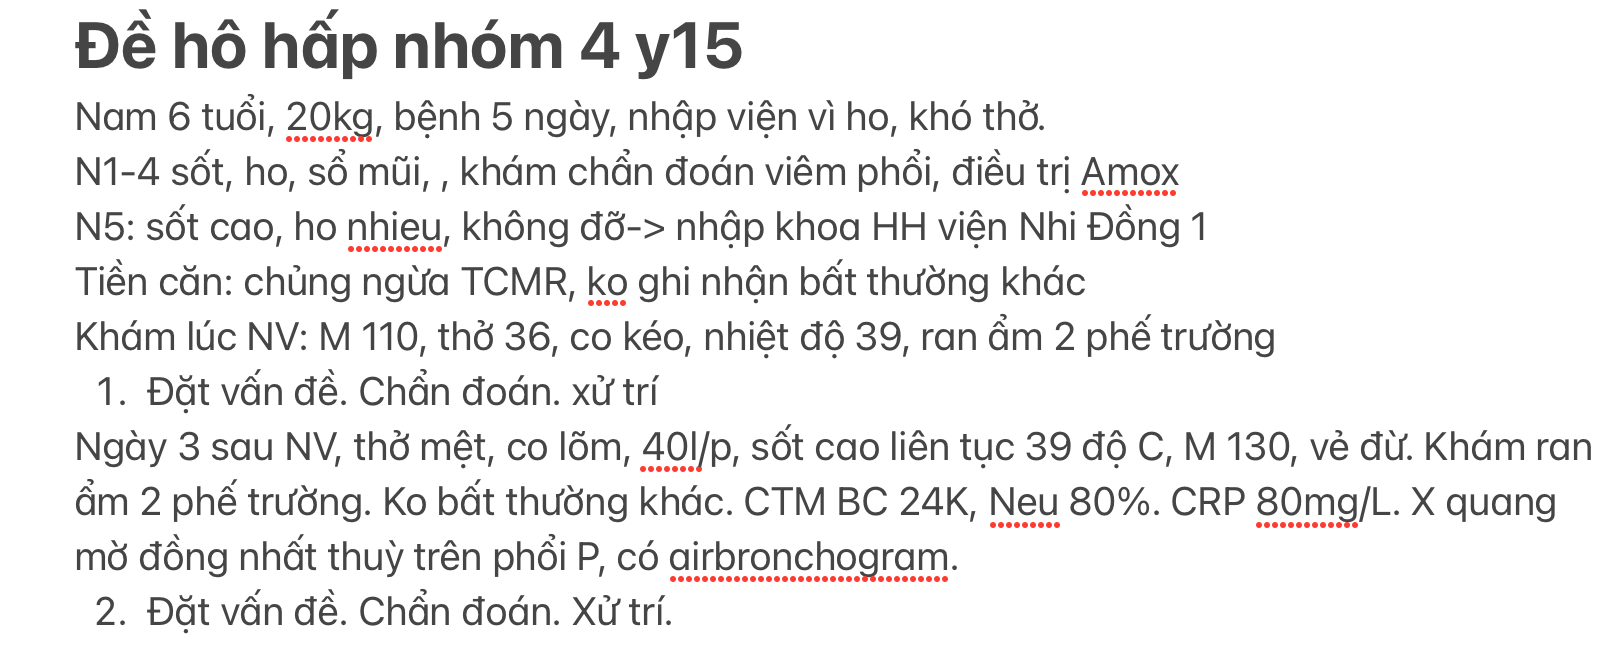 Đề hô hấp nhóm 4 y15
Nam 6 tuổi, 20kg, bệnh 5 ngày, nhập viện vì ho, khó thở.
N1-4 sốt, ho, sổ mũi, , khám chẩn đoán viêm phổi, điều trị Amox
N5: sốt cao, ho nhieu, không đỡ-> nhập khoa HH viện Nhi Đồng 1
Tiền căn: chủng ngừa TCMR, ko ghi nhận bất thường khác
Khám lúc NV: M 110, thở 36, co kéo, nhiệt độ 39, ran ẩm 2 phế trường
1. Đặt vấn đề. Chẩn đoán. xử trí
Ngày 3 sau NV, thở mệt, co lõm, 40l/p, sốt cao liên tục 39 độ C, M 130, vẻ đừ. Khám ran
ẩm 2 phế trường. Ko bất thường khác. CTM BC 24K, Neu 80%. CRP 80mg/L. X quang
mờ đồng nhất thuỳ trên phổi P, có airbronchogram.
2. Đặt vấn đề. Chẩn đoán. Xử trí.